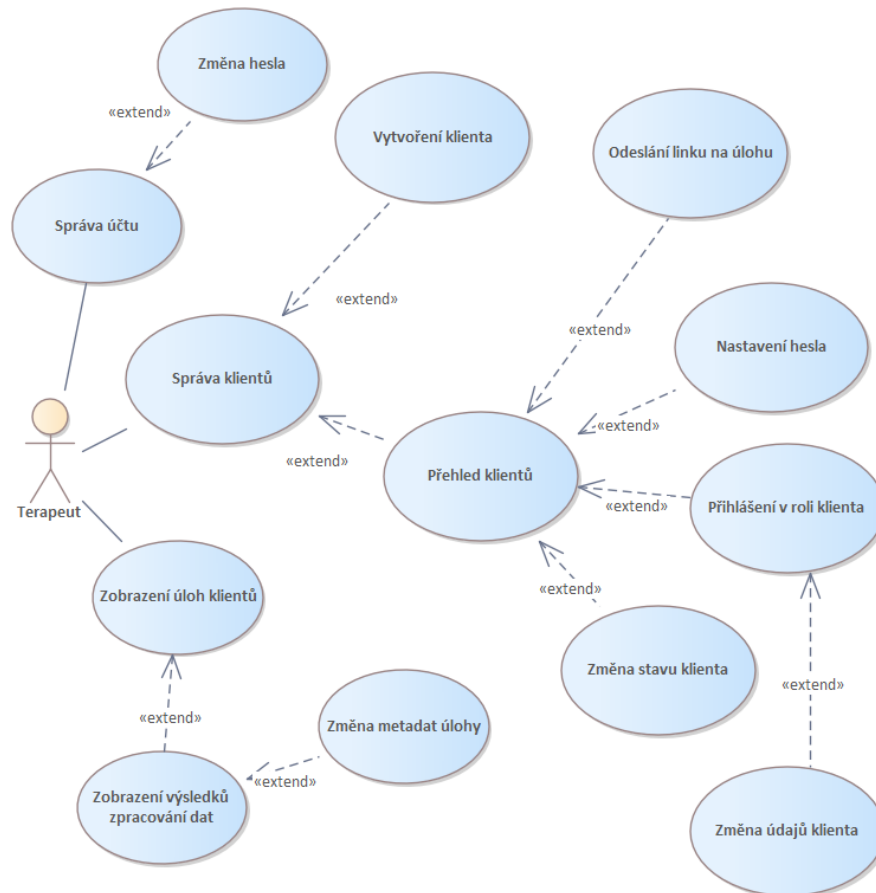 Změna hesla
«extend»
Vytvoření klienta
Odeslání linku na úlohu
Správa účtu
«extend»
«extend»
Nastavení hesla
Správa klientů
«extend»
«extend»
Přehled klientů
«extend»
Přihlášení v roli klienta
«extend»
Terapeut
Zobrazení úloh klientů
«extend»
Změna stavu klienta
«extend»
«extend»
Změna metadat úlohy
«extend»
Zobrazení výsledků
zpracování dat
Změna údajů klienta